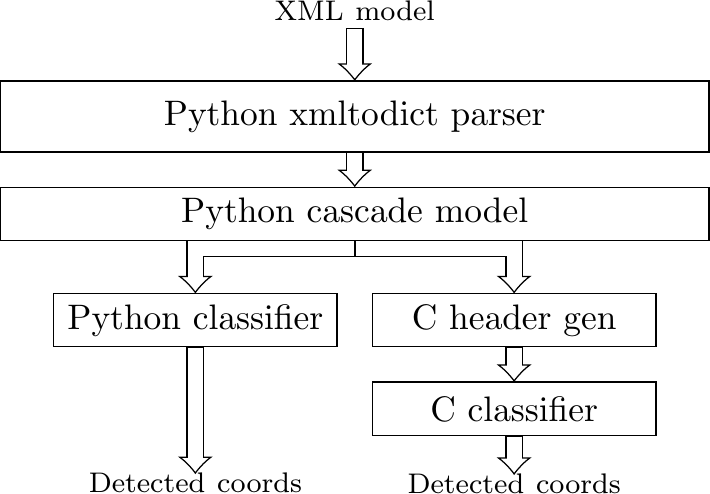 XML model
Python xmltodict parser
Python cascade model
Python classifier
C header gen
C classifier
Detected coords
Detected coords